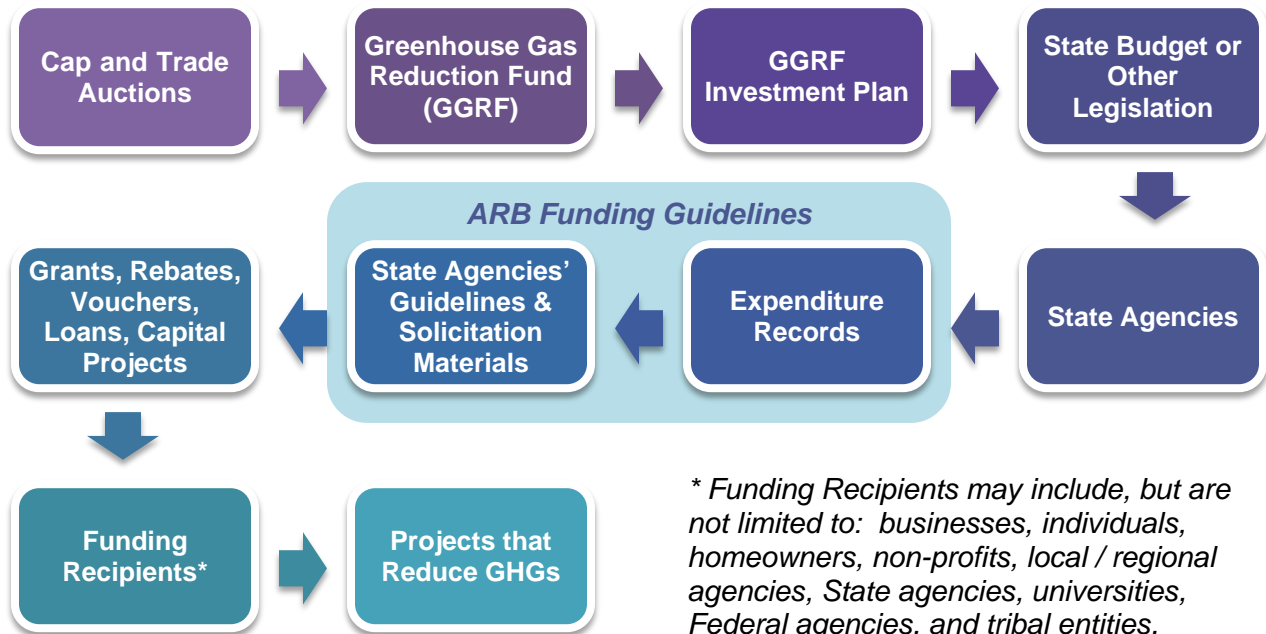 Cap and Trade
Auctions
Greenhouse Gas
Reduction Fund
(GGRF)
GGRF
Investment Plan
State Budget or
Other
Legislation
ARB Funding Guidelines
State Agencies
Expenditure
Records
State Agencies’
Guidelines &
Solicitation
Materials
Grants, Rebates,
Vouchers,
Loans, Capital
Projects
Funding
Recipients*
Projects that
Reduce GHGs
* Funding Recipients may include, but are
not limited to: businesses, individuals,
homeowners, non-profits, local / regional
agencies, State agencies, universities,
Federal agencies, and tribal entities.